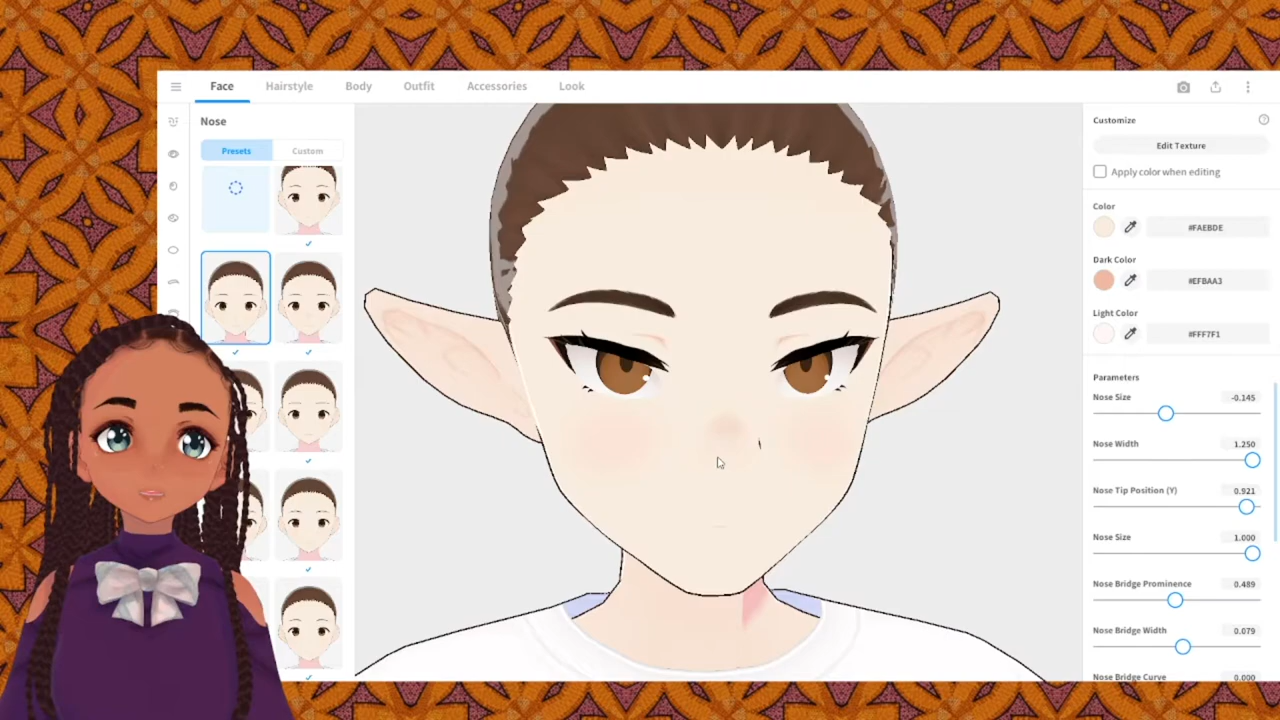 Face Hairstyle Body Outfit Accessories Look
Nose
Presets Custom
Customize
Edit Texture
Apply color when editing
Color
#FAEBDE
Dark Color
#EFBAA3
Light Color
#FFF7F1
Parameters
Nose Size -0.145
Nose Width 1.250
Nose Tip Position (Y) 0.921
Nose Size 1.000
Nose Bridge Prominence 0.489
Nose Bridge Width 0.079
Nose Bridge Curve 0.000